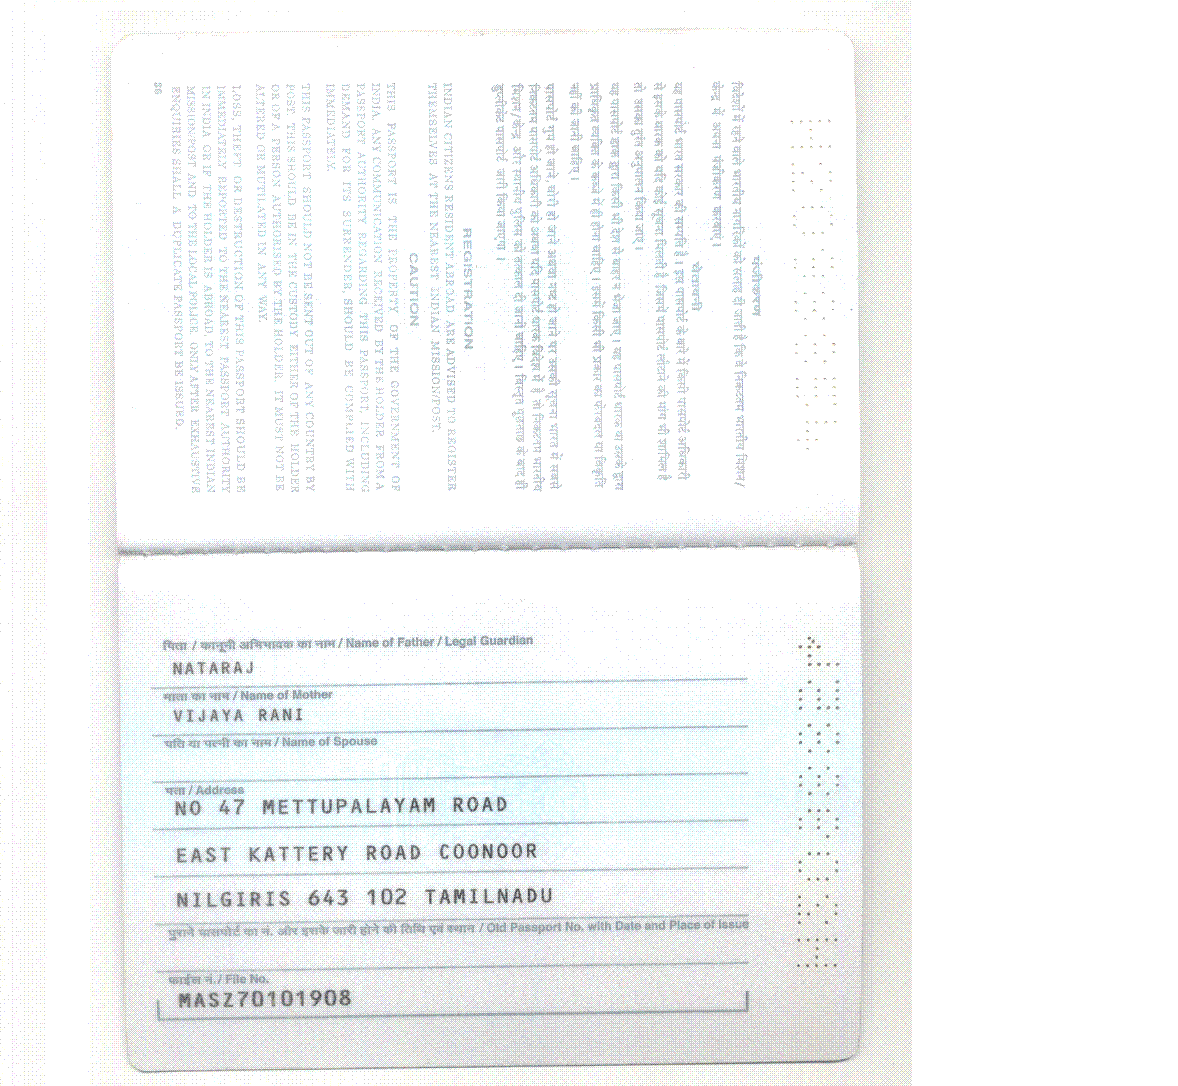 पंजीकरण
विदेशों में रहने वाले भारतीय नागरिकों को सलाह दी जाती है कि वे निकटतम भारतीय मिशन/
केन्द्र में अपना पंजीकरण करवाएं ।
चेतावनी
यह पासपोर्ट भारत सरकार की सम्पत्ति है । इस पासपोर्ट के बारे में किसी पासपोर्ट अधिकारी
से इसके धारक को यदि कोई सूचना मिलती है जिसमें पासपोर्ट लौटाने की मांग भी शामिल है
तो उसका तुरंत अनुपालन किया जाए ।
यह पासपोर्ट डाक द्वारा किसी भी देश से बाहर न भेजा जाए । यह पासपोर्ट धारक या उसके द्वारा
प्राधिकृत व्यक्ति के कब्जे में ही होना चाहिए । इसमें किसी भी प्रकार का फेरबदल या विकृति
नहीं की जानी चाहिए ।
पासपोर्ट गुम हो जाने, चोरी हो जाने अथवा नष्ट हो जाने पर उसकी सूचना भारत में सबसे
निकटतम पासपोर्ट अधिकारी को अथवा यदि पासपोर्ट धारक विदेश में है तो निकटतम भारतीय
मिशन/केन्द्र और स्थानीय पुलिस को तत्काल दी जानी चाहिए । विस्तृत पूछताछ के बाद ही
डुप्लीकेट पासपोर्ट जारी किया जाएगा ।
REGISTRATION
INDIAN CITIZENS RESIDENT ABROAD ARE ADVISED TO REGISTER
THEMSELVES AT THE NEAREST INDIAN MISSION/POST.
CAUTION
THIS PASSPORT IS THE PROPERTY OF THE GOVERNMENT OF
INDIA. ANY COMMUNICATION RECEIVED BY THE HOLDER FROM A
PASSPORT AUTHORITY REGARDING THIS PASSPORT, INCLUDING
DEMAND FOR ITS SURRENDER, SHOULD BE COMPLIED WITH
IMMEDIATELY.
THIS PASSPORT SHOULD NOT BE SENT OUT OF ANY COUNTRY BY
POST. THIS SHOULD BE IN THE CUSTODY EITHER OF THE HOLDER
OR OF A PERSON AUTHORISED BY THE HOLDER. IT MUST NOT BE
ALTERED OR MUTILATED IN ANY WAY.
LOSS, THEFT OR DESTRUCTION OF THIS PASSPORT SHOULD BE
IMMEDIATELY REPORTED TO THE NEAREST PASSPORT AUTHORITY
IN INDIA OR IF THE HOLDER IS ABROAD TO THE NEAREST INDIAN
MISSION/POST AND TO THE LOCAL POLICE. ONLY AFTER EXHAUSTIVE
ENQUIRIES SHALL A DUPLICATE PASSPORT BE ISSUED.
36
पिता / कानूनी अभिभावक का नाम / Name of Father / Legal Guardian
NATARAJ
माता का नाम / Name of Mother
VIJAYA RANI
पति या पत्नी का नाम / Name of Spouse
पता / Address
NO 47 METTUPALAYAM ROAD
EAST KATTERY ROAD COONOOR
NILGIRIS 643 102 TAMILNADU
पुराने पासपोर्ट का नं. और इसके जारी होने की तिथि एवं स्थान / Old Passport No. with Date and Place of Issue
फाईल नं. / File No.
MASZ70101908